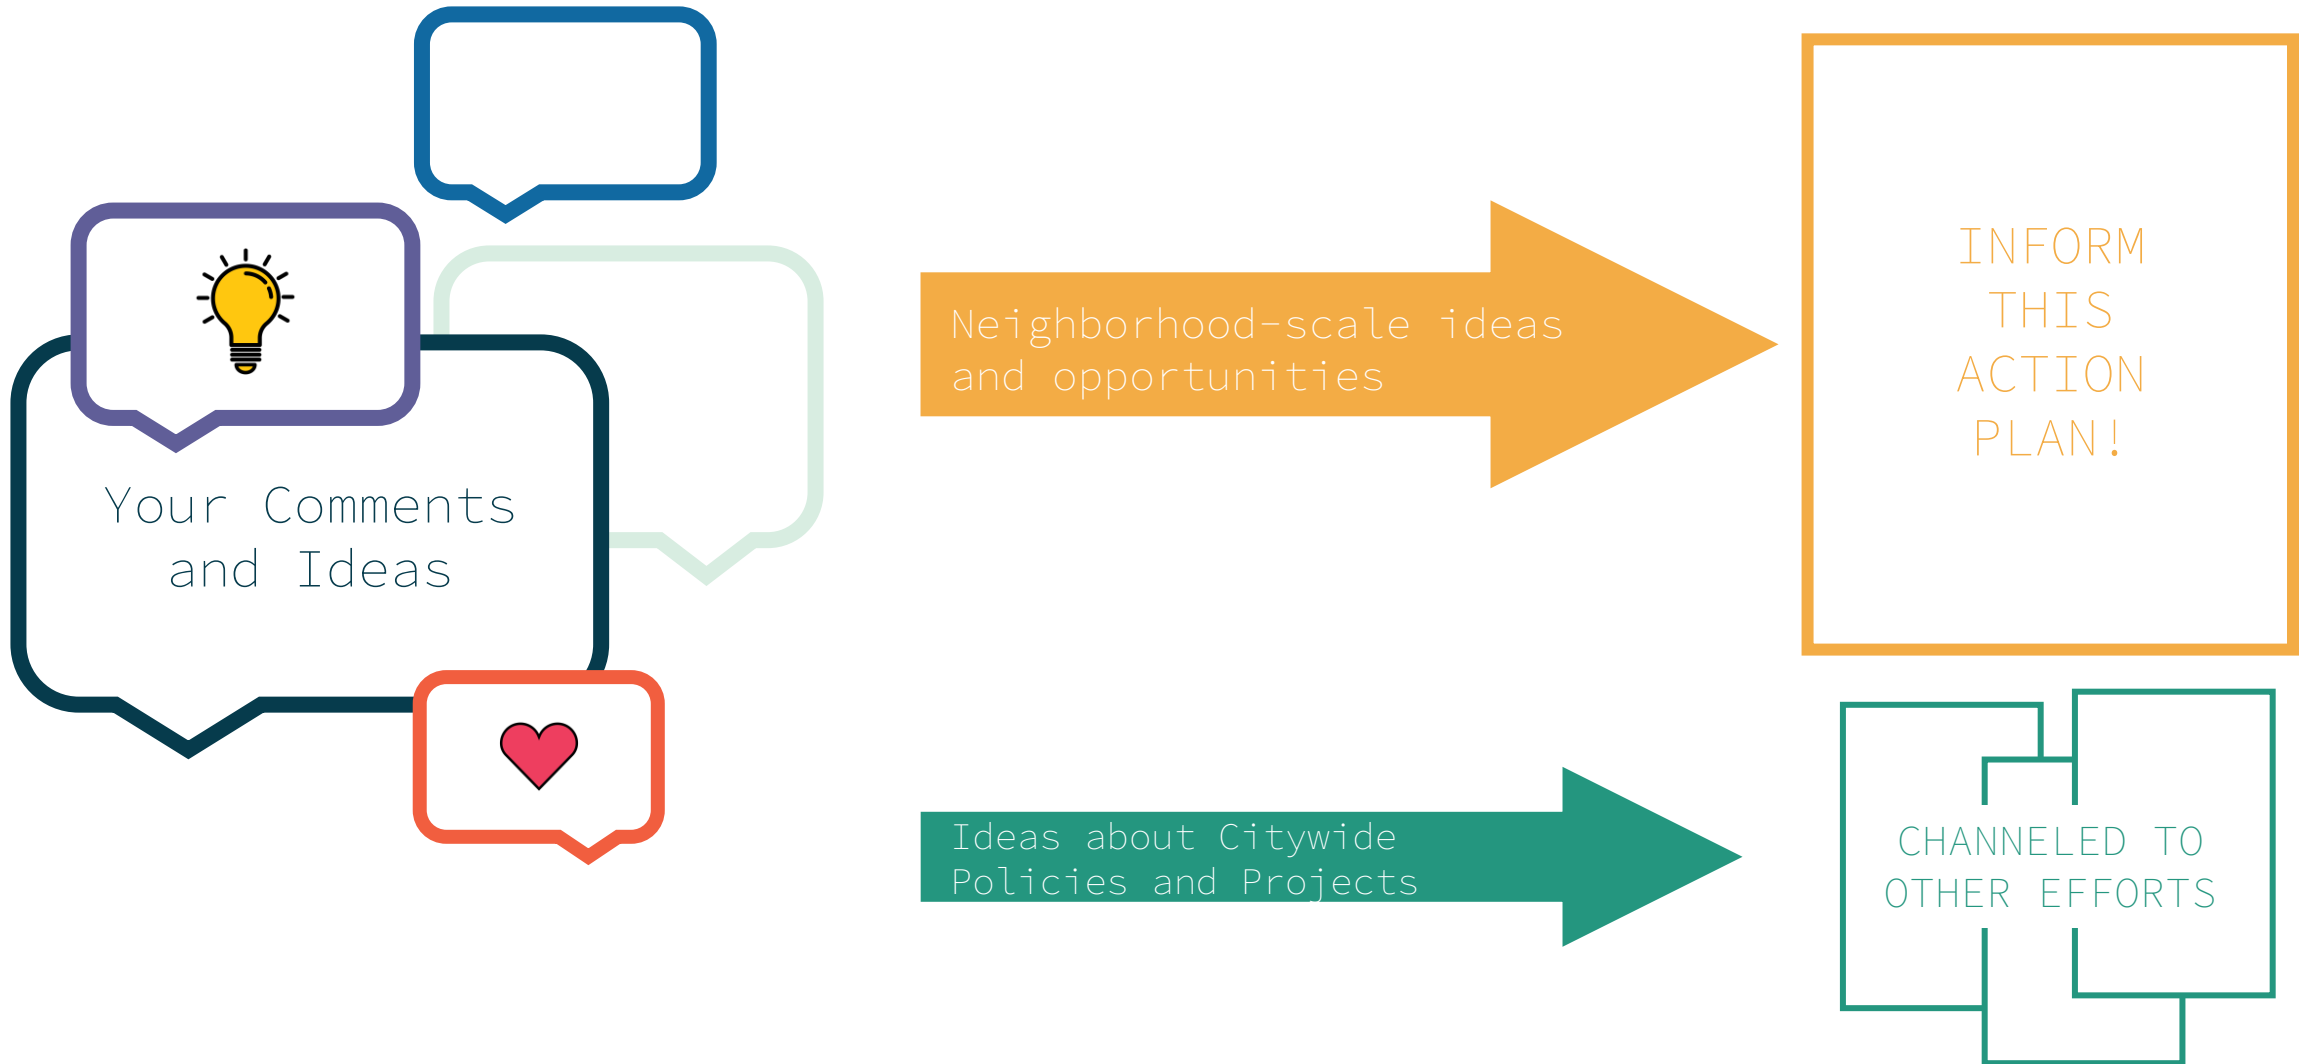 Your Comments
and Ideas
Neighborhood-scale ideas
and opportunities
INFORM
THIS
ACTION
PLAN!
Ideas about Citywide
Policies and Projects
CHANNELED TO
OTHER EFFORTS